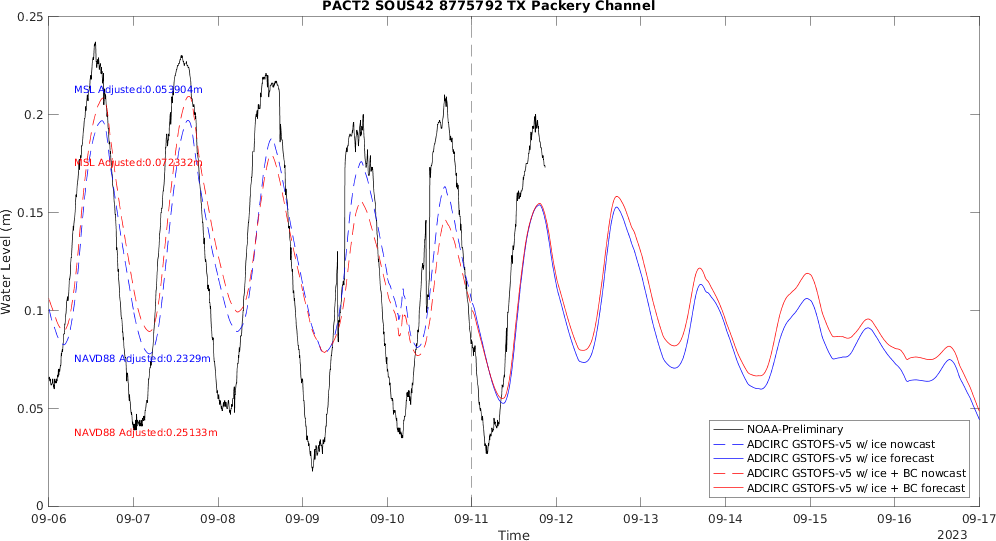 PACT2 SOUS42 8775792 TX Packery Channel
0.25
0.2
0.15
0.1
0.05
0
Water Level (m)
MSL Adjusted:0.053904m
MSL Adjusted:0.072332m
NAVD88 Adjusted:0.2329m
NAVD88 Adjusted:0.25133m
NOAA-Preliminary
ADCIRC GSTOFS-v5 w/ ice nowcast
ADCIRC GSTOFS-v5 w/ ice forecast
ADCIRC GSTOFS-v5 w/ ice + BC nowcast
ADCIRC GSTOFS-v5 w/ ice + BC forecast
09-06 09-07 09-08 09-09 09-10 09-11 09-12 09-13 09-14 09-15 09-16 09-17
Time
2023